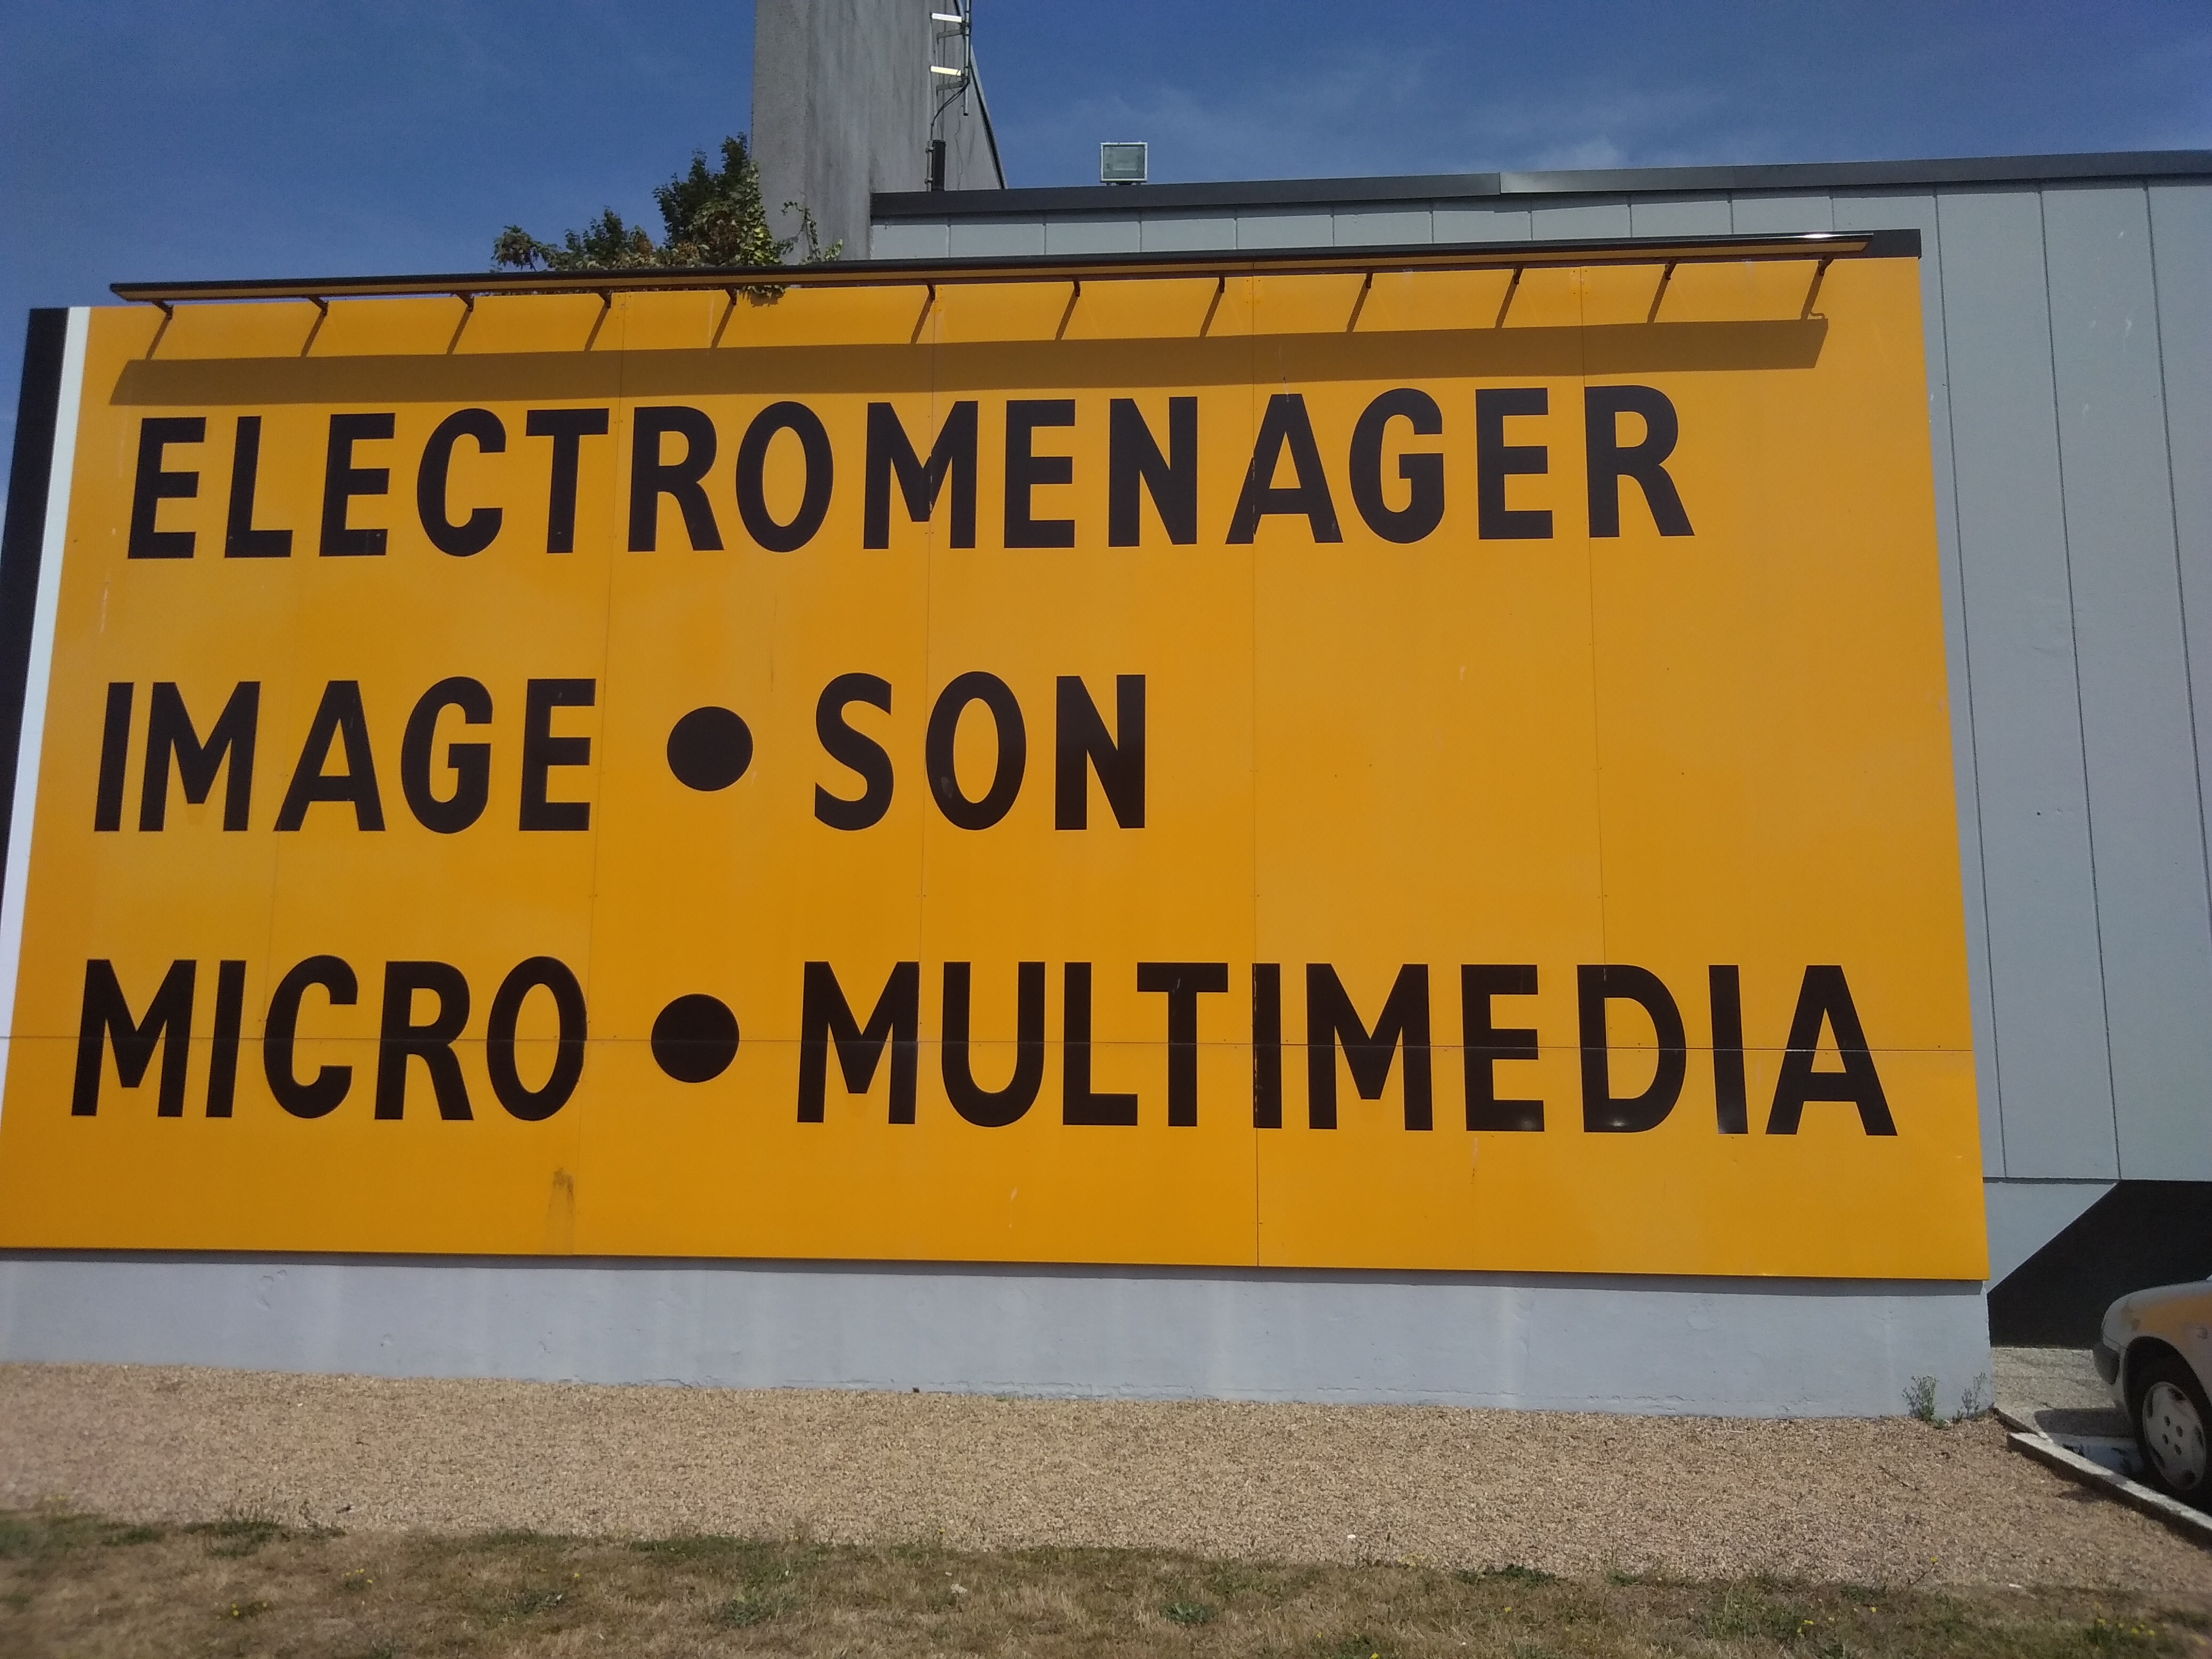 ELECTROMENAGER
IMAGE • SON
MICRO • MULTIMEDIA